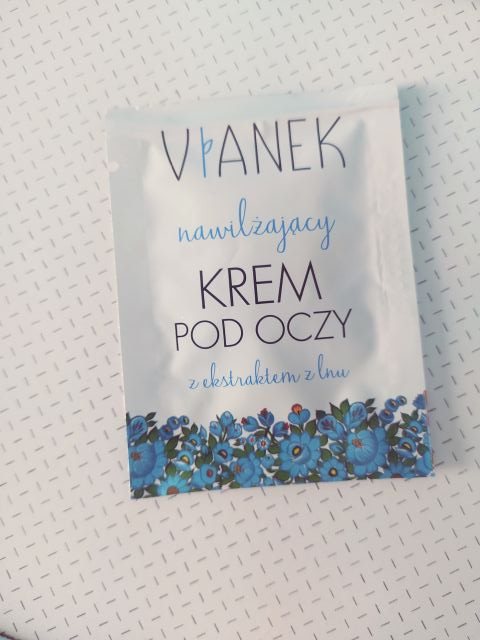 VIANEK
nawilżający
KREM
POD OCZY
z ekstraktem z lnu